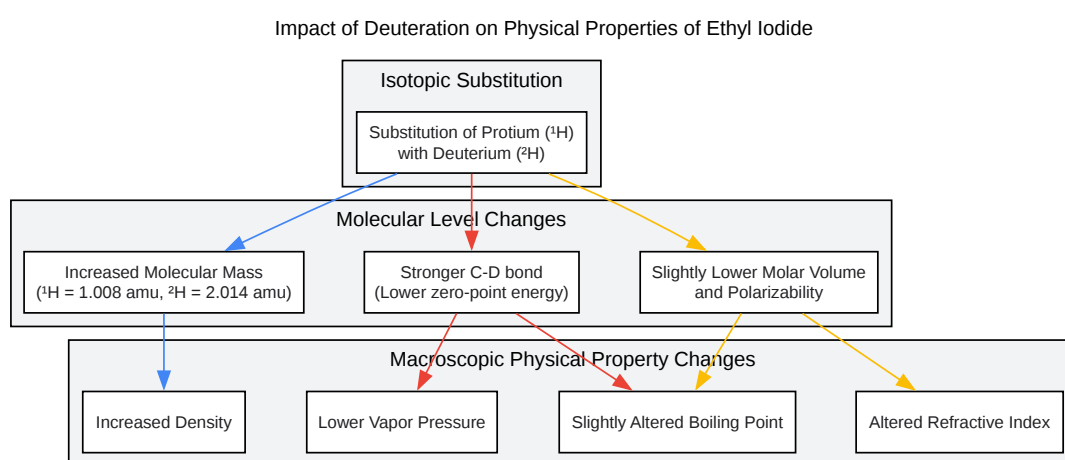 Impact of Deuteration on Physical Properties of Ethyl Iodide
Isotopic Substitution
Substitution of Protium (¹H)
with Deuterium (²H)
Molecular Level Changes
Increased Molecular Mass
(¹H = 1.008 amu, ²H = 2.014 amu)
Stronger C-D bond
(Lower zero-point energy)
Slightly Lower Molar Volume
and Polarizability
Macroscopic Physical Property Changes
Increased Density
Lower Vapor Pressure
Slightly Altered Boiling Point
Altered Refractive Index